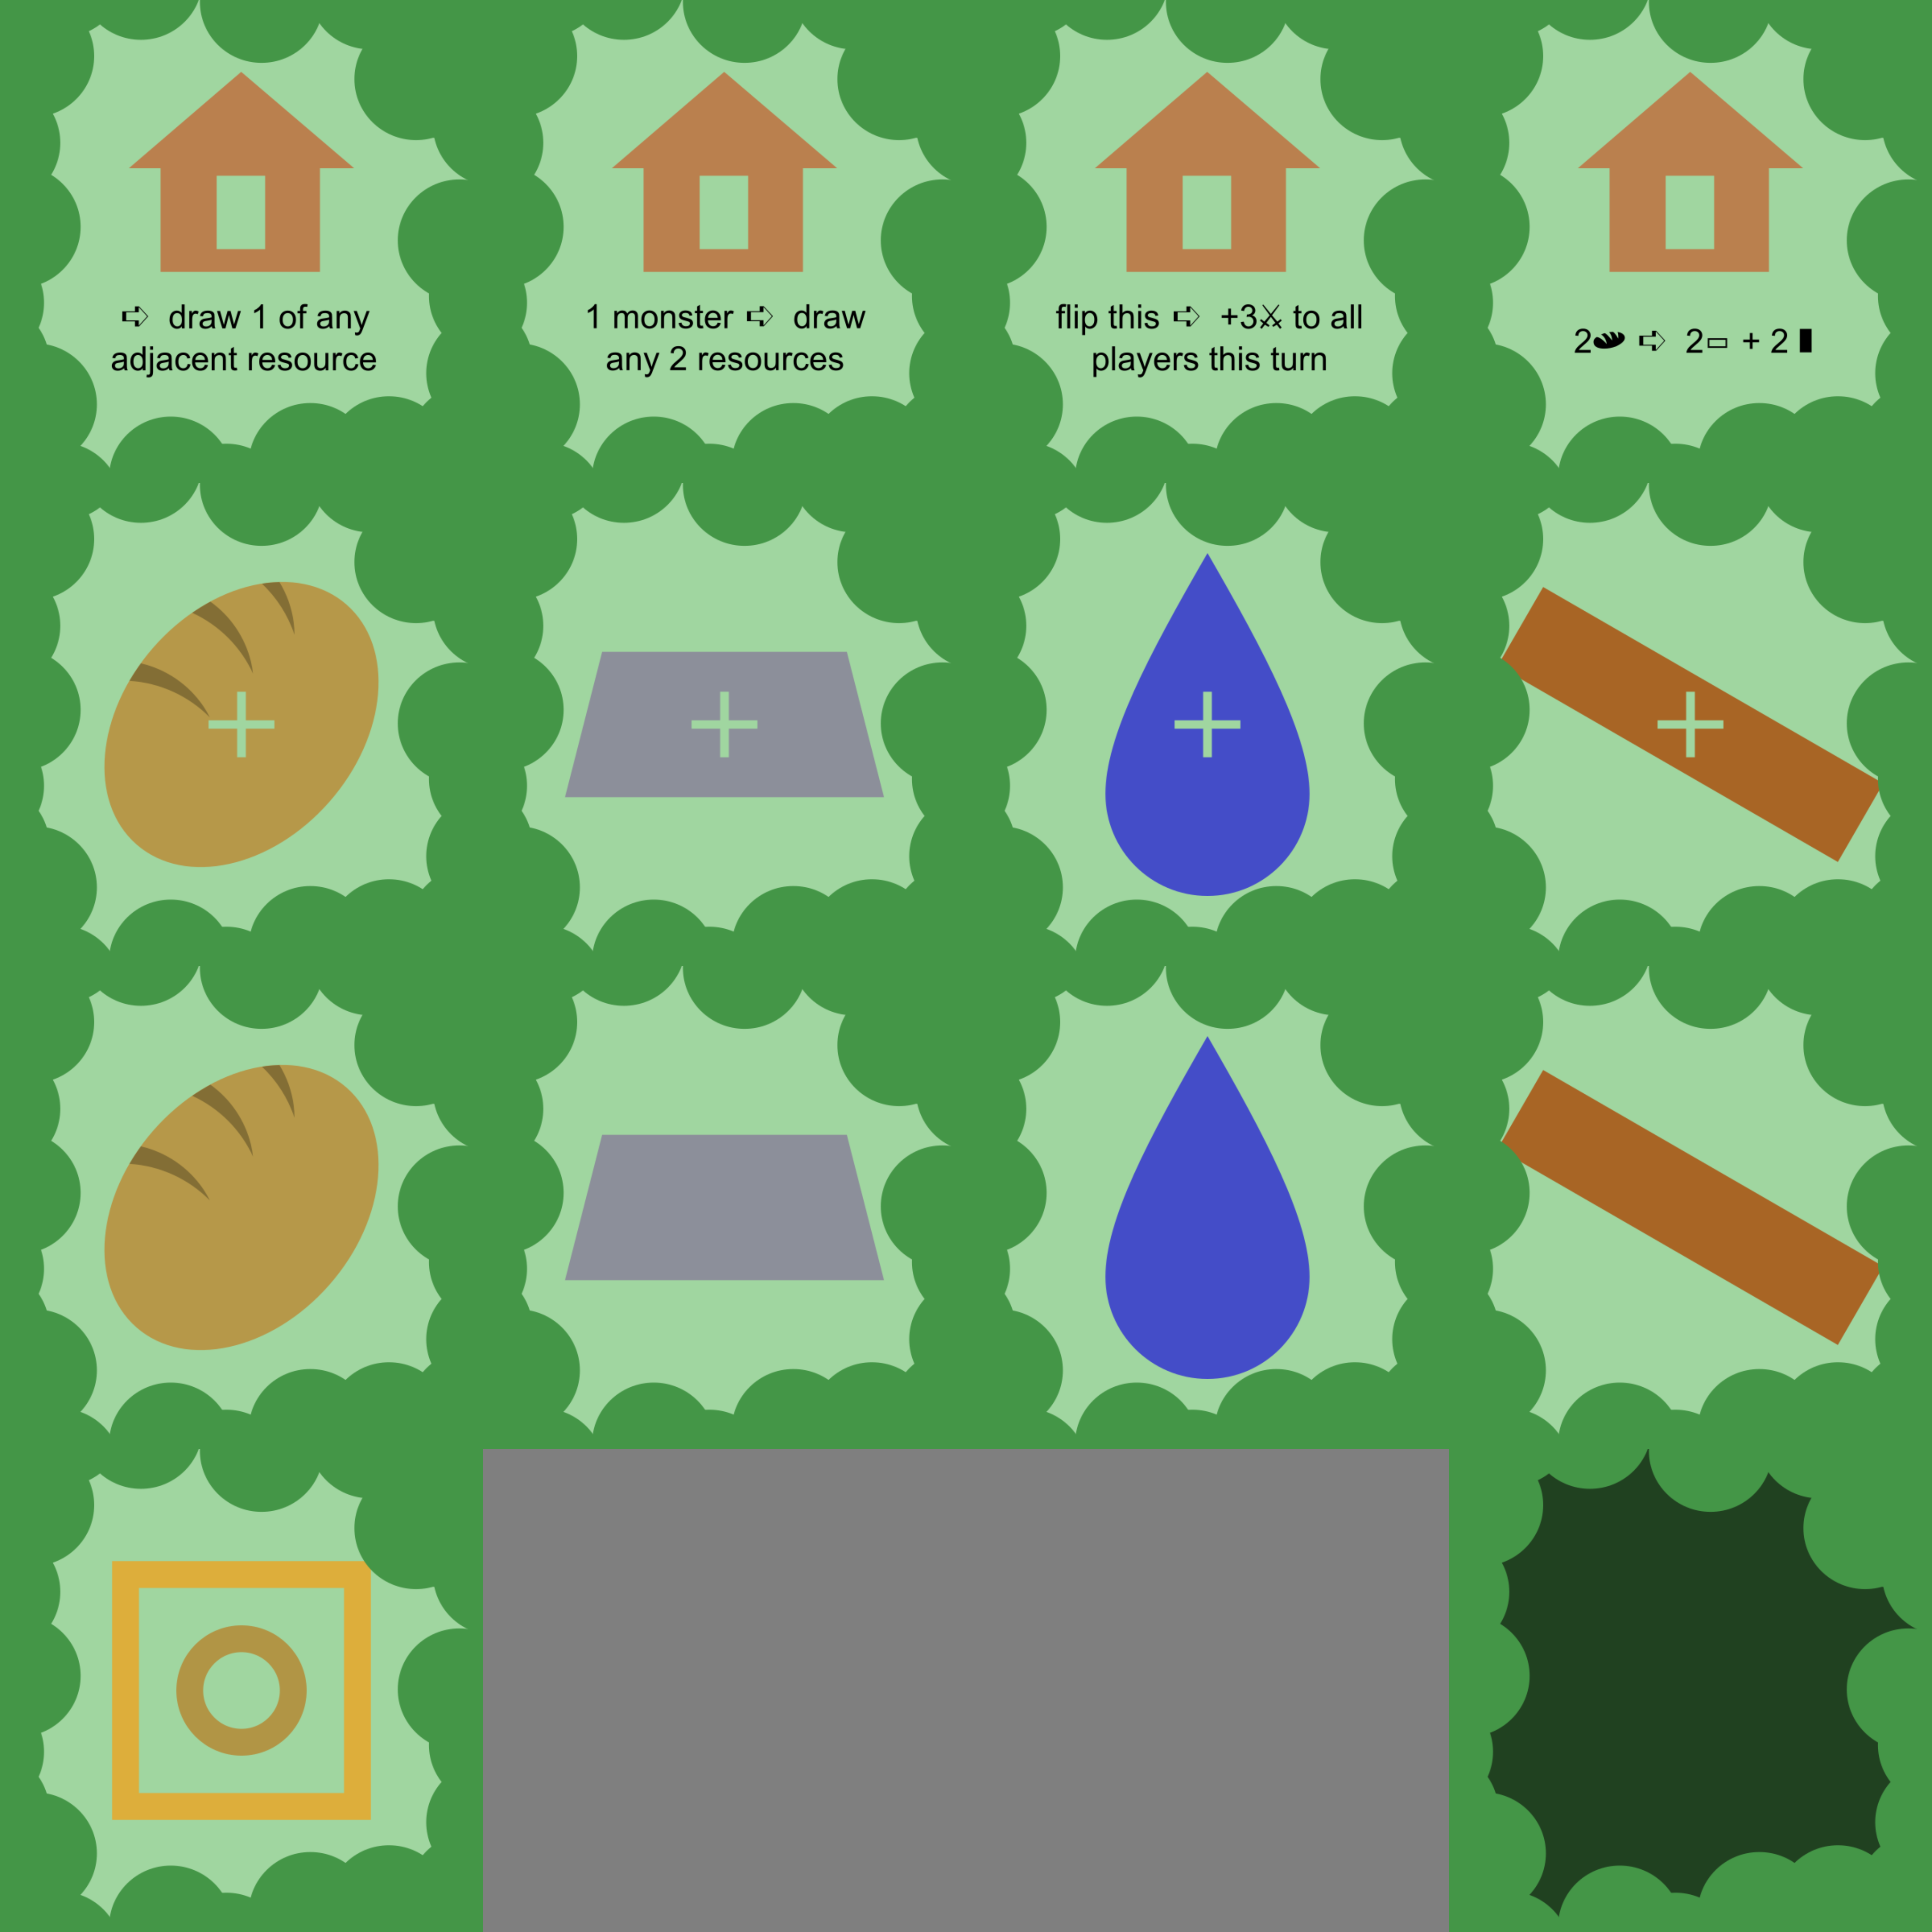 ➪ draw 1 of any
adjacent resource
1 monster ➪ draw
any 2 resources
flip this ➪ +3⚔ to all
players this turn
2🍞 ➪ 2▭ + 2▮